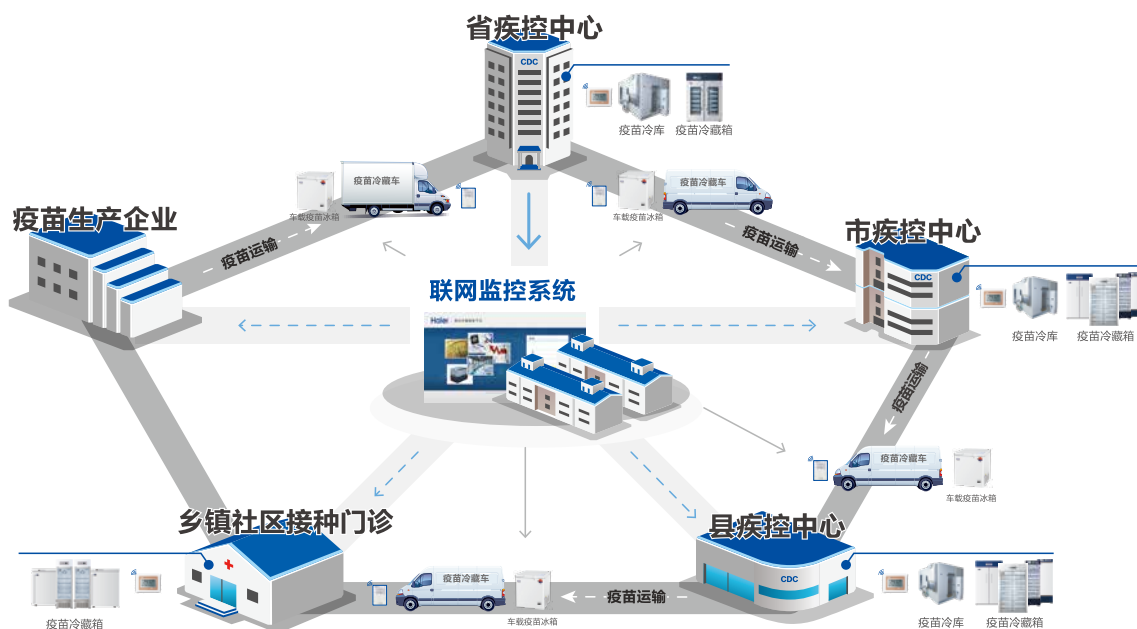 省疾控中心
CDC
疫苗冷库
疫苗冷藏箱
疫苗冷藏车
车载疫苗冰箱
疫苗冷藏车
车载疫苗冰箱
疫苗生产企业
疫苗运输
疫苗运输
市疾控中心
CDC
疫苗冷库
疫苗冷藏箱
联网监控系统
Haier
疫苗运输
疫苗冷藏车
车载疫苗冰箱
乡镇社区接种门诊
县疾控中心
CDC
疫苗冷藏箱
疫苗冷藏车
车载疫苗冰箱
疫苗运输
疫苗冷库
疫苗冷藏箱